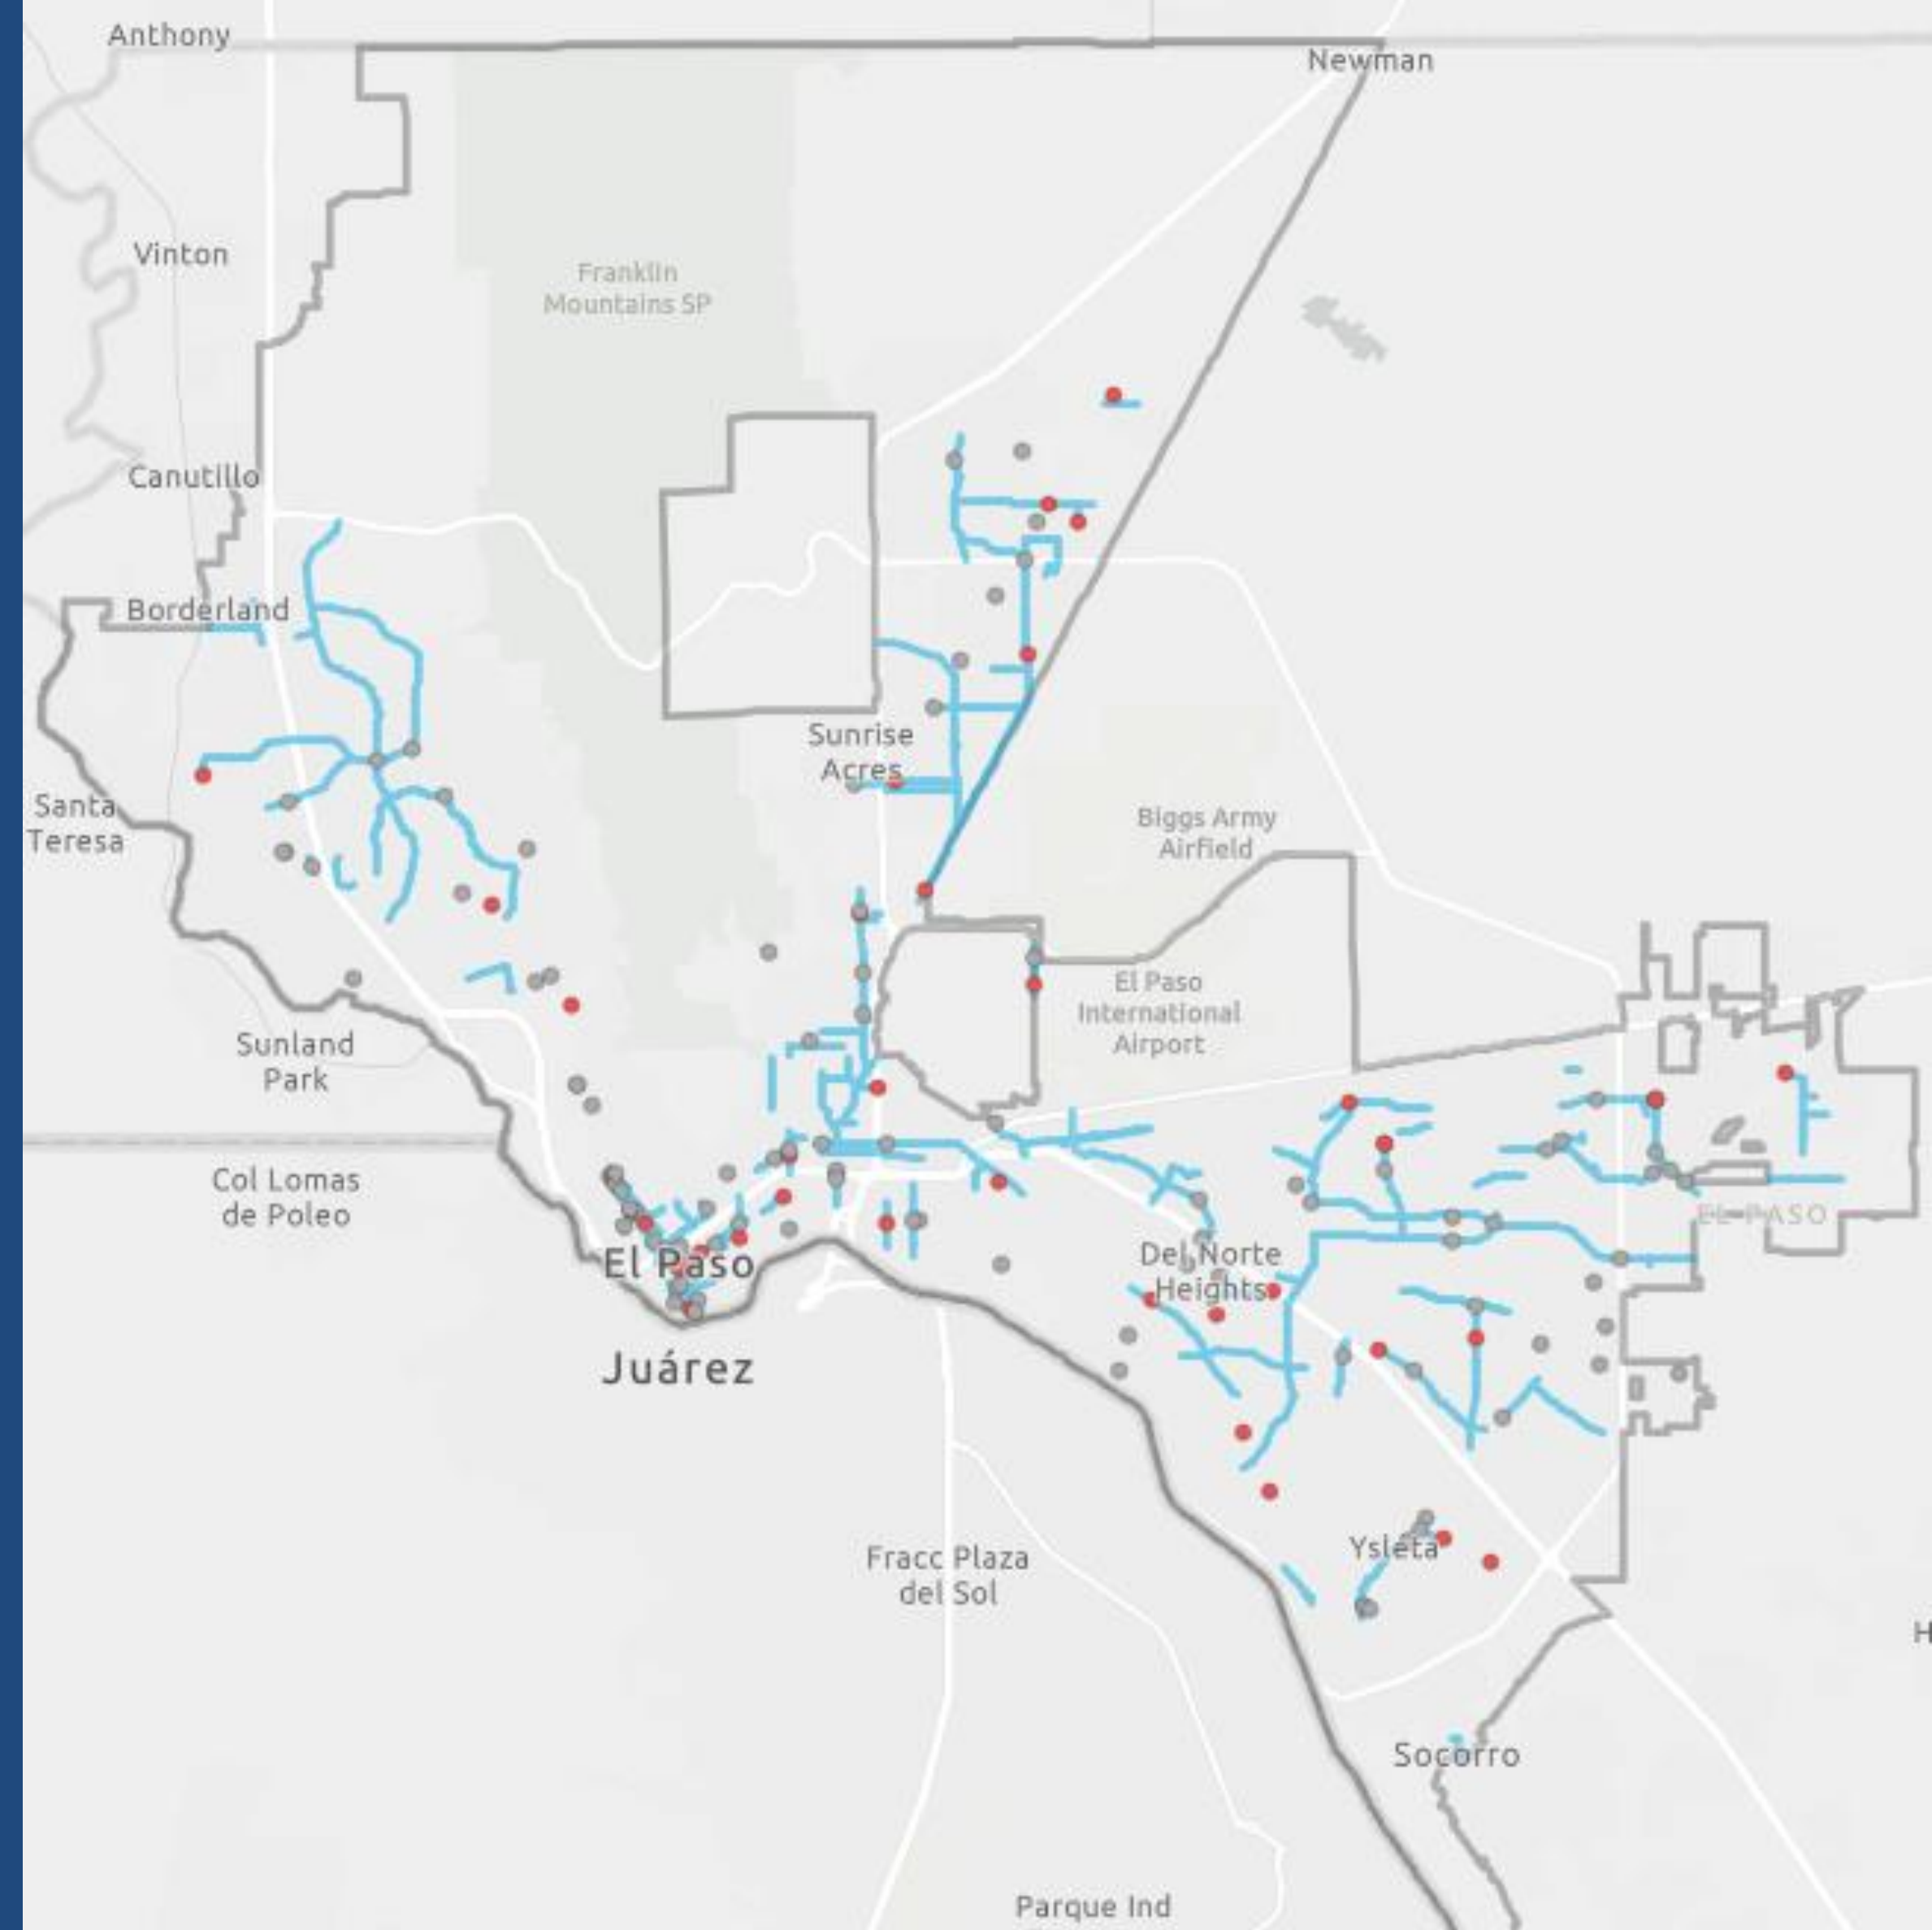 Anthony
Newman
Vinton
Franklin
Mountains SP
Canutillo
Borderland
Sunrise
Acres
Santa
Teresa
Biggs Army
Airfield
El Paso
International
Airport
Sunland
Park
Col Lomas
de Poleo
EL PASO
El Paso
Del Norte
Heights
Juárez
Ysleta
Fracc Plaza
del Sol
H
Socorro
Parque Ind